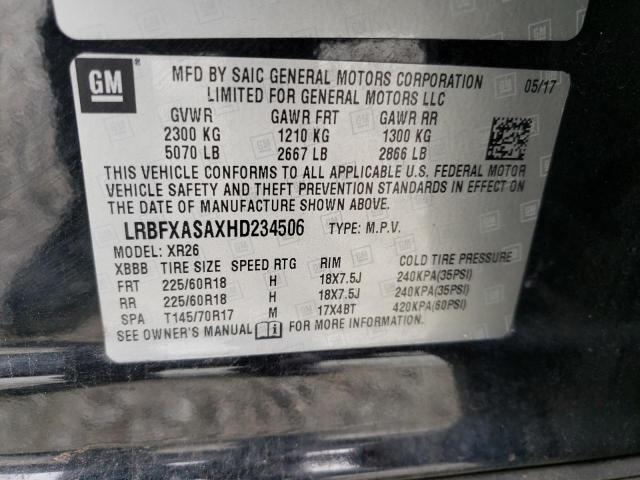 GM
MFD BY SAIC GENERAL MOTORS CORPORATION
LIMITED FOR GENERAL MOTORS LLC
05/17
GVWR GAWR FRT GAWR RR
2300 KG 1210 KG 1300 KG
5070 LB 2667 LB 2866 LB
THIS VEHICLE CONFORMS TO ALL APPLICABLE U.S. FEDERAL MOTOR
VEHICLE SAFETY AND THEFT PREVENTION STANDARDS IN EFFECT ON
THE DATE OF MANUFACTURE SHOWN ABOVE.
LRBFXASAXHD234506 TYPE: M.P.V.
MODEL: XR26
XBBB TIRE SIZE SPEED RTG RIM COLD TIRE PRESSURE
FRT 225/60R18 H 18X7.5J 240KPA(35PSI)
RR 225/60R18 H 18X7.5J 240KPA(35PSI)
SPA T145/70R17 M 17X4BT 420KPA(60PSI)
SEE OWNER'S MANUAL FOR MORE INFORMATION.